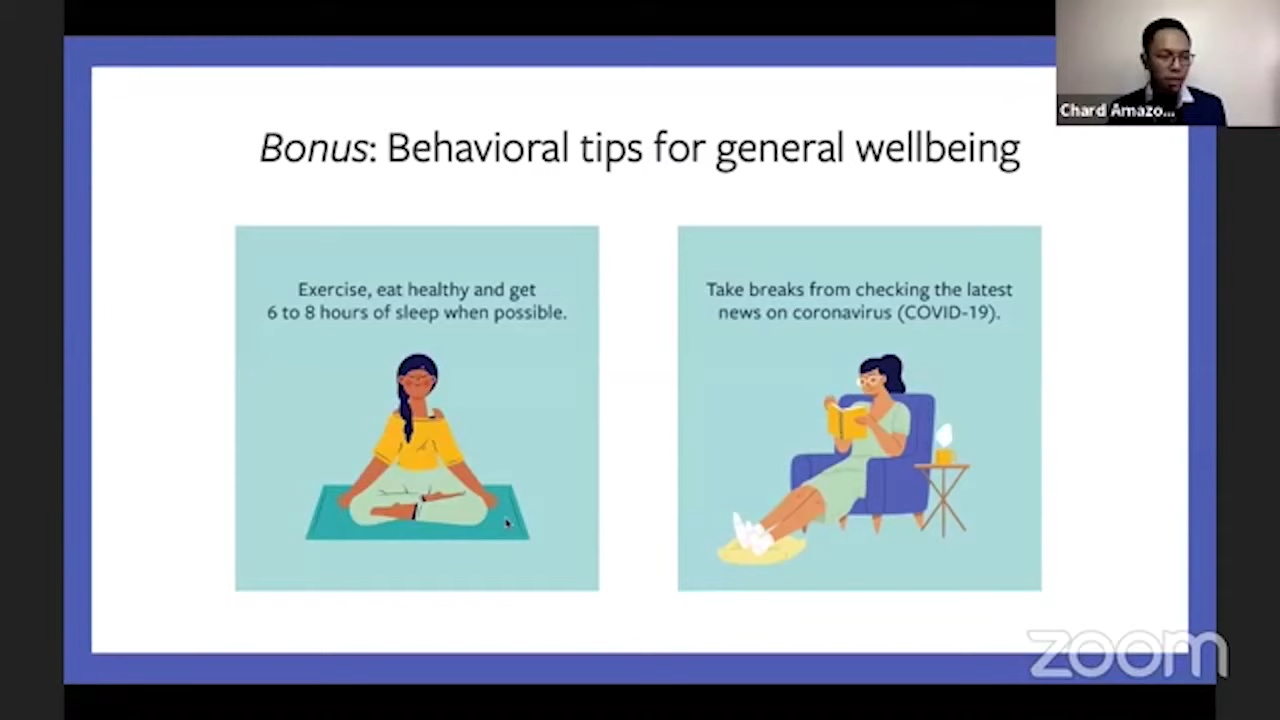 Chard Amazo...
Bonus: Behavioral tips for general wellbeing
Exercise, eat healthy and get
6 to 8 hours of sleep when possible.
Take breaks from checking the latest
news on coronavirus (COVID-19).
zoom